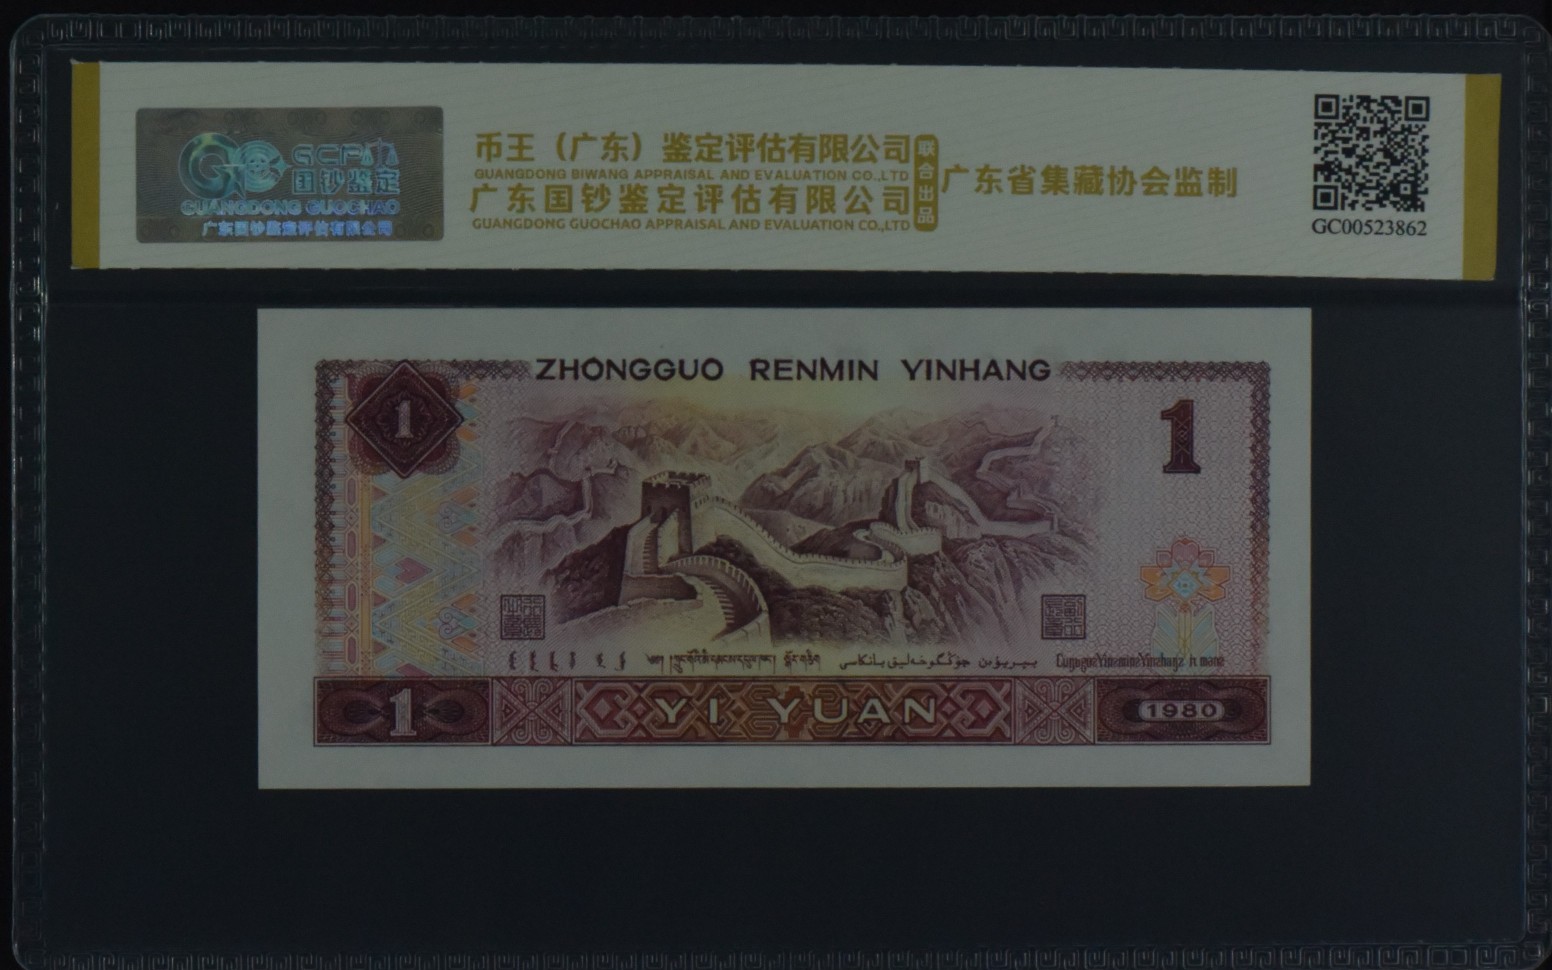 GCPA
国钞鉴定
GUANGDONG GUOCHAO
广东国钞鉴定评估有限公司
币王（广东）鉴定评估有限公司
GUANGDONG BIWANG APPRAISAL AND EVALUATION CO.,LTD
广东国钞鉴定评估有限公司
GUANGDONG GUOCHAO APPRAISAL AND EVALUATION CO.,LTD
联合出品
广东省集藏协会监制
GC00523862
ZHONGGUO RENMIN YINHANG
1
1
1
YI YUAN
1980